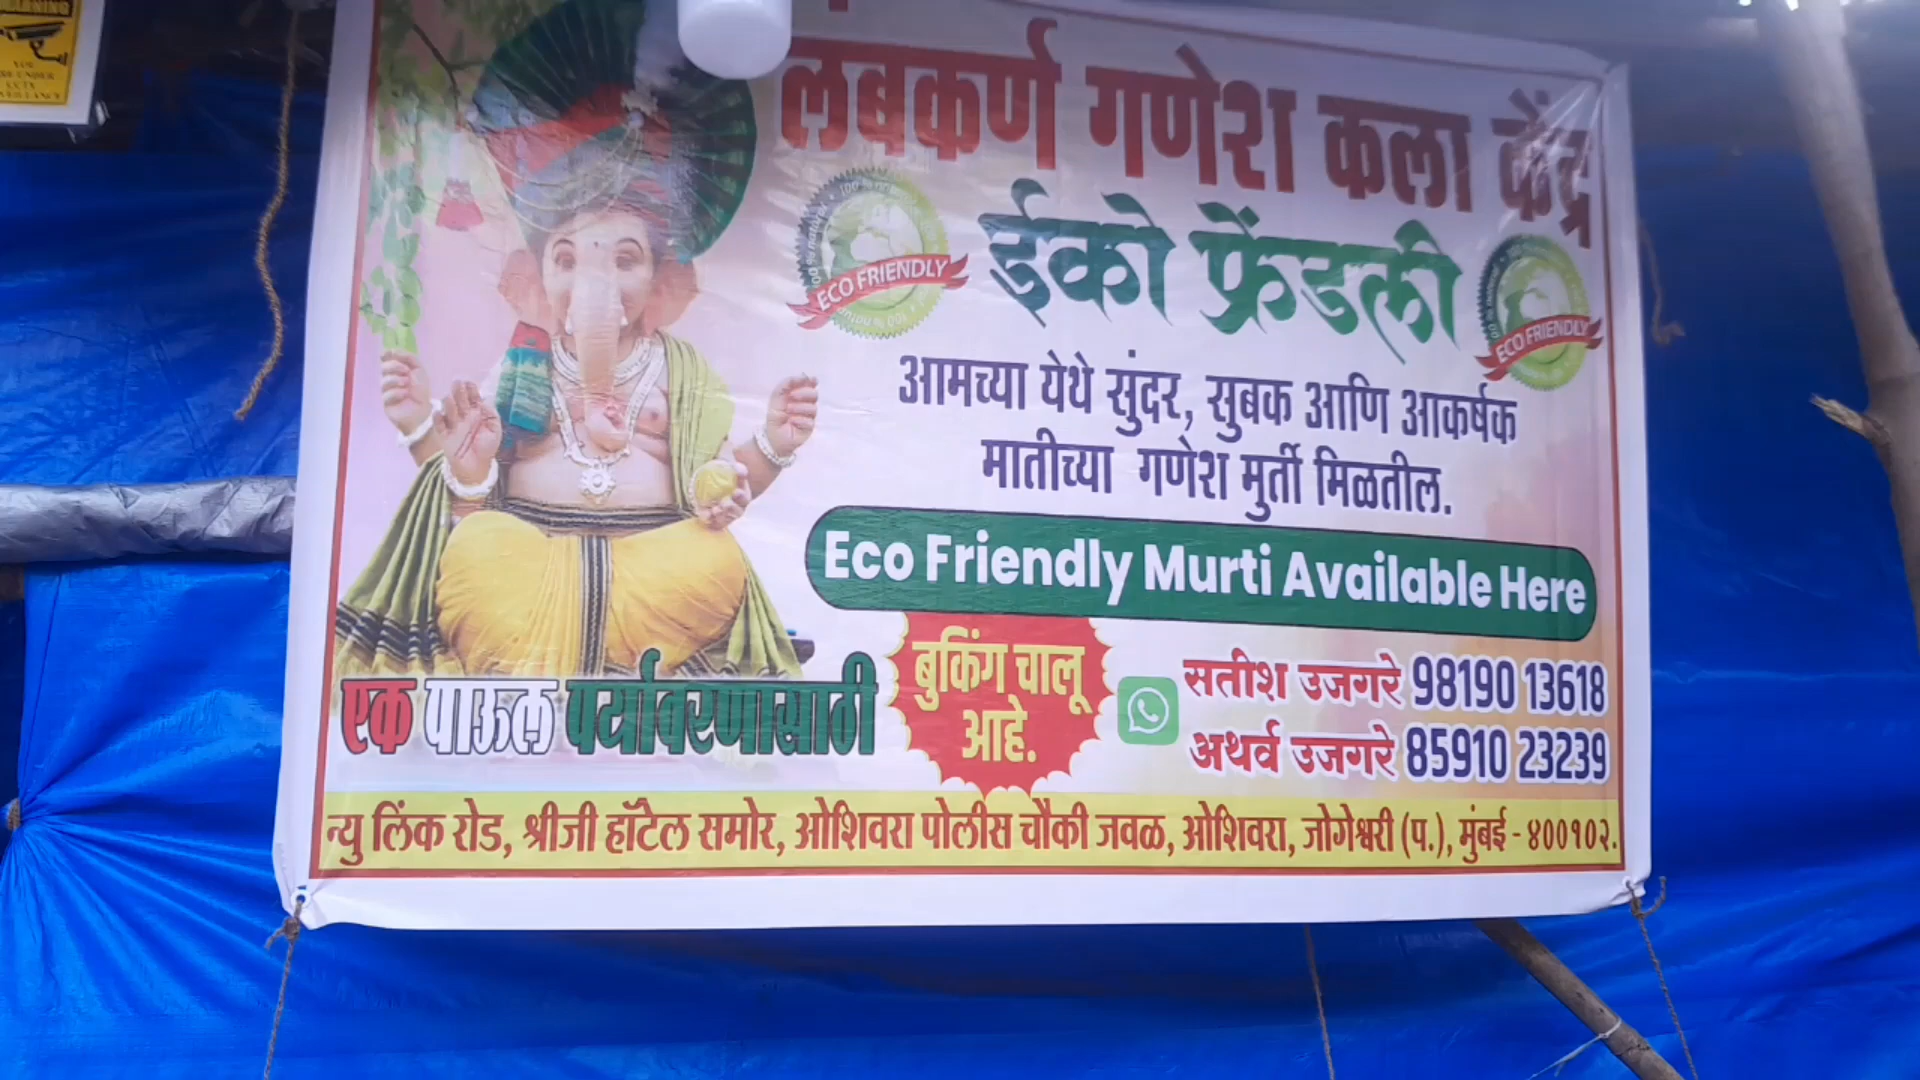 WARNING
लंबकर्ण गणेश कला केंद्र
ईको फ्रेंडली
ECO FRIENDLY
ECO FRIENDLY
आमच्या येथे सुंदर, सुबक आणि आकर्षक
मातीच्या गणेश मुर्ती मिळतील.
Eco Friendly Murti Available Here
एक पाऊल पर्यावरणासाठी
बुकिंग चालू
आहे.
सतीश उजगरे 98190 13618
अथर्व उजगरे 85910 23239
न्यु लिंक रोड, श्रीजी हॉटेल समोर, ओशिवरा पोलीस चौकी जवळ, ओशिवरा, जोगेश्वरी (प.), मुंबई - ४००१०२.